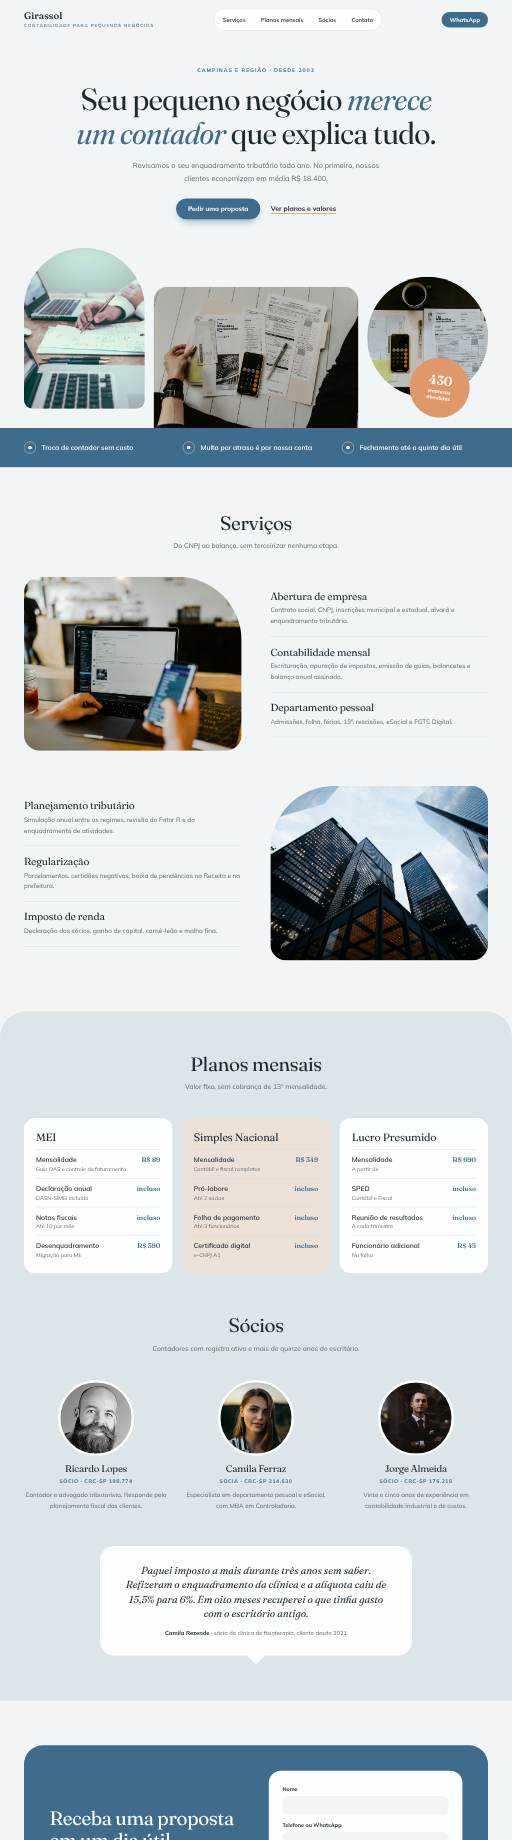 Girassol
CONTABILIDADE PARA PEQUENOS NEGÓCIOS
Serviços
Planos mensais
Sócios
Contato
WhatsApp
CAMPINAS E REGIÃO · DESDE 2003
Seu pequeno negócio merece
um contador que explica tudo.
Revisamos o seu enquadramento tributário todo ano. No primeiro, nossos
clientes economizam em média R$ 18.400.
Pedir uma proposta
Ver planos e valores
430
empresas
atendidas
Troca de contador sem custo
Multa por atraso é por nossa conta
Fechamento até o quinto dia útil
Serviços
Do CNPJ ao balanço, sem terceirizar nenhuma etapa.
Abertura de empresa
Contrato social, CNPJ, inscrições municipal e estadual, alvará e
enquadramento tributário.
Contabilidade mensal
Escrituração, apuração de impostos, emissão de guias, balancetes e
balanço anual assinado.
Departamento pessoal
Admissões, folha, férias, 13º, rescisões, eSocial e FGTS Digital.
Planejamento tributário
Simulação anual entre os regimes, revisão do Fator R e do
enquadramento de atividades.
Regularização
Parcelamentos, certidões negativas, baixa de pendências na Receita e na
prefeitura.
Imposto de renda
Declaração dos sócios, ganho de capital, carnê-leão e malha fina.
Planos mensais
Valor fixo, sem cobrança de 13ª mensalidade.
MEI
Mensalidade
R$ 89
Guia DAS e controle de faturamento
Declaração anual
incluso
DASN-SIMEI incluída
Notas fiscais
incluso
Até 10 por mês
Desenquadramento
R$ 390
Migração para ME
Simples Nacional
Mensalidade
R$ 349
Contábil e fiscal completos
Pró-labore
incluso
Até 2 sócios
Folha de pagamento
incluso
Até 3 funcionários
Certificado digital
incluso
e-CNPJ A1
Lucro Presumido
Mensalidade
R$ 690
A partir de
SPED
incluso
Contábil e Fiscal
Reunião de resultados
incluso
A cada trimestre
Funcionário adicional
R$ 45
Na folha
Sócios
Contadores com registro ativo e mais de quinze anos de escritório.
Ricardo Lopes
SÓCIO · CRC-SP 198.774
Contador e advogado tributarista. Responde pelo
planejamento fiscal dos clientes.
Camila Ferraz
SÓCIA · CRC-SP 214.630
Especialista em departamento pessoal e eSocial,
com MBA em Controladoria.
Jorge Almeida
SÓCIO · CRC-SP 176.218
Vinte e cinco anos de experiência em
contabilidade industrial e de custos.
Paguei imposto a mais durante três anos sem saber.
Refizeram o enquadramento da clínica e a alíquota caiu de
15,5% para 6%. Em oito meses recuperei o que tinha gasto
com o escritório antigo.
Camila Rezende · sócia de clínica de fisioterapia, cliente desde 2021
Receba uma proposta
em um dia útil
Nome
Telefone ou WhatsApp